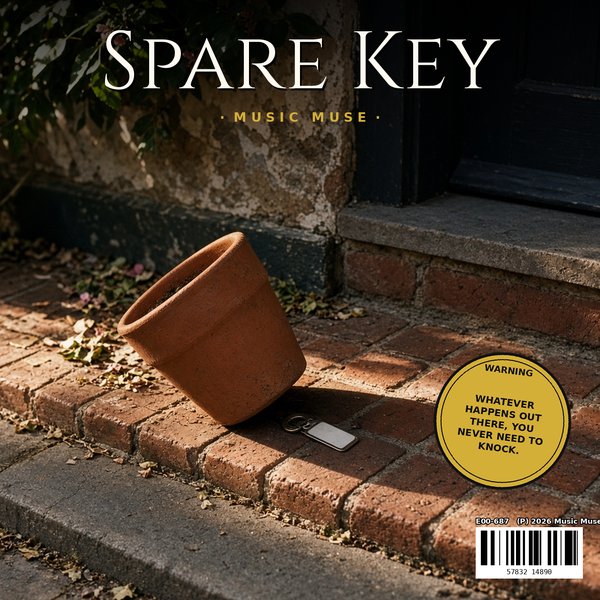 SPARE KEY
· MUSIC MUSE ·
WARNING
WHATEVER
HAPPENS OUT
THERE, YOU
NEVER NEED TO
KNOCK.
E00-687 (P) 2026 Music Muse
57832 14890